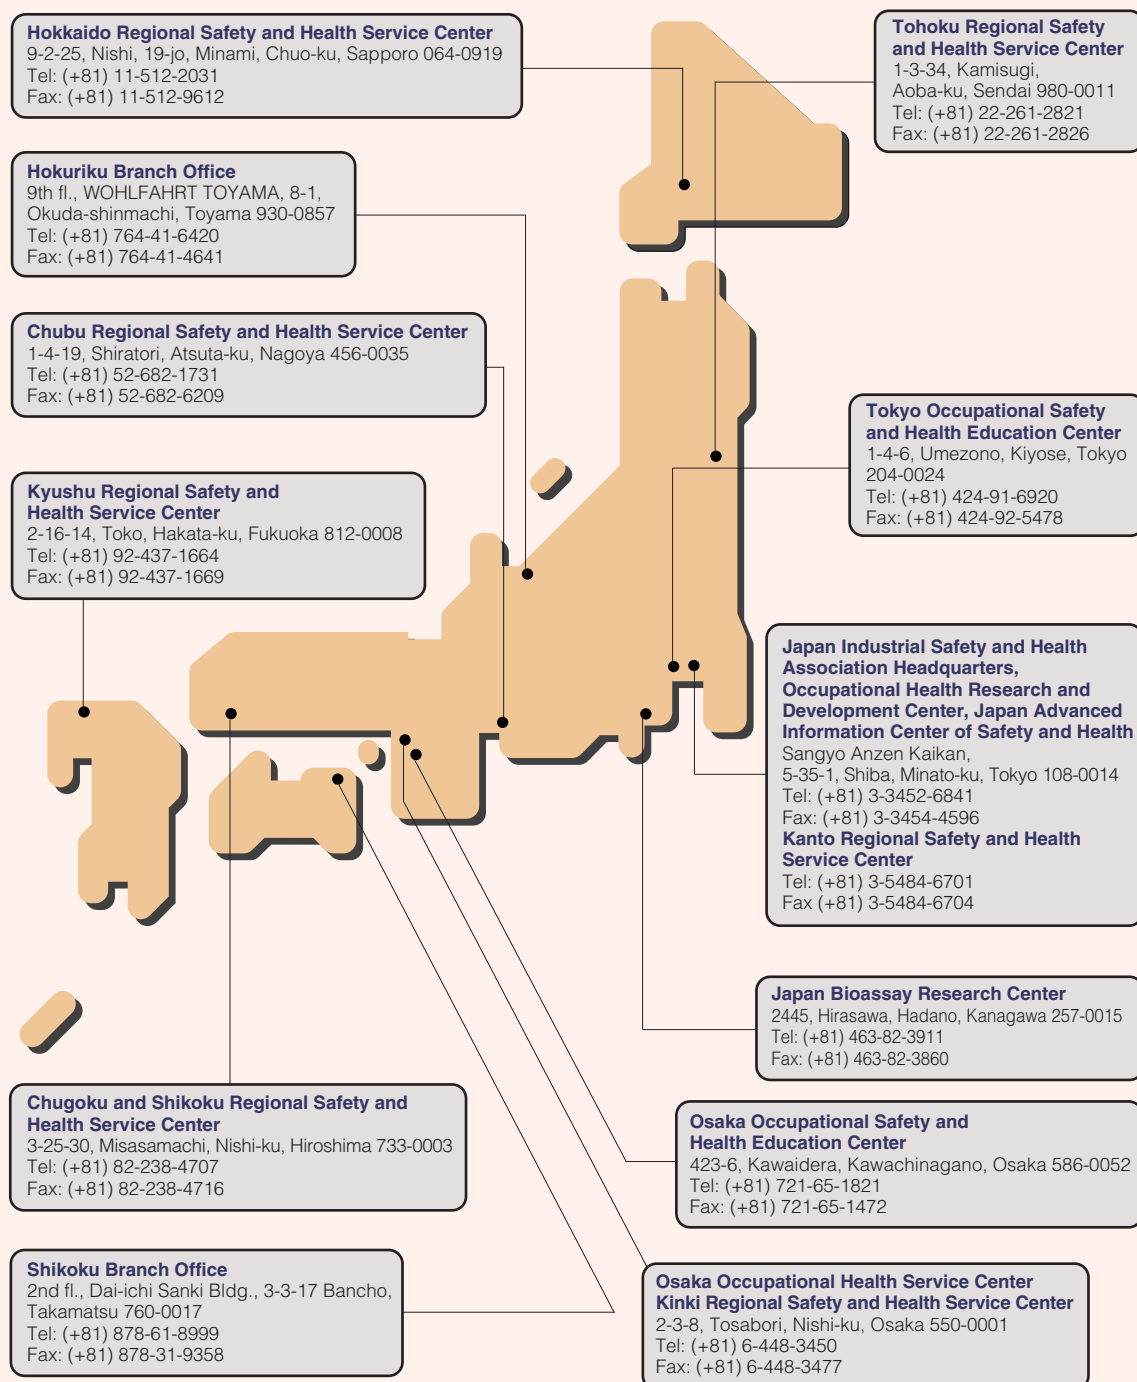 Hokkaido Regional Safety and Health Service Center
9-2-25, Nishi, 19-jo, Minami, Chuo-ku, Sapporo 064-0919
Tel: (+81) 11-512-2031
Fax: (+81) 11-512-9612
Tohoku Regional Safety
and Health Service Center
1-3-34, Kamisugi,
Aoba-ku, Sendai 980-0011
Tel: (+81) 22-261-2821
Fax: (+81) 22-261-2826
Hokuriku Branch Office
9th fl., WOHLFAHRT TOYAMA, 8-1,
Okuda-shinmachi, Toyama 930-0857
Tel: (+81) 764-41-6420
Fax: (+81) 764-41-4641
Chubu Regional Safety and Health Service Center
1-4-19, Shiratori, Atsuta-ku, Nagoya 456-0035
Tel: (+81) 52-682-1731
Fax: (+81) 52-682-6209
Tokyo Occupational Safety
and Health Education Center
1-4-6, Umezono, Kiyose, Tokyo
204-0024
Tel: (+81) 424-91-6920
Fax: (+81) 424-92-5478
Kyushu Regional Safety and
Health Service Center
2-16-14, Toko, Hakata-ku, Fukuoka 812-0008
Tel: (+81) 92-437-1664
Fax: (+81) 92-437-1669
Japan Industrial Safety and Health
Association Headquarters,
Occupational Health Research and
Development Center, Japan Advanced
Information Center of Safety and Health
Sangyo Anzen Kaikan,
5-35-1, Shiba, Minato-ku, Tokyo 108-0014
Tel: (+81) 3-3452-6841
Fax: (+81) 3-3454-4596
Kanto Regional Safety and Health
Service Center
Tel: (+81) 3-5484-6701
Fax (+81) 3-5484-6704
Japan Bioassay Research Center
2445, Hirasawa, Hadano, Kanagawa 257-0015
Tel: (+81) 463-82-3911
Fax: (+81) 463-82-3860
Chugoku and Shikoku Regional Safety and
Health Service Center
3-25-30, Misasamachi, Nishi-ku, Hiroshima 733-0003
Tel: (+81) 82-238-4707
Fax: (+81) 82-238-4716
Osaka Occupational Safety and
Health Education Center
423-6, Kawaidera, Kawachinagano, Osaka 586-0052
Tel: (+81) 721-65-1821
Fax: (+81) 721-65-1472
Shikoku Branch Office
2nd fl., Dai-ichi Sanki Bldg., 3-3-17 Bancho,
Takamatsu 760-0017
Tel: (+81) 878-61-8999
Fax: (+81) 878-31-9358
Osaka Occupational Health Service Center
Kinki Regional Safety and Health Service Center
2-3-8, Tosabori, Nishi-ku, Osaka 550-0001
Tel: (+81) 6-448-3450
Fax: (+81) 6-448-3477